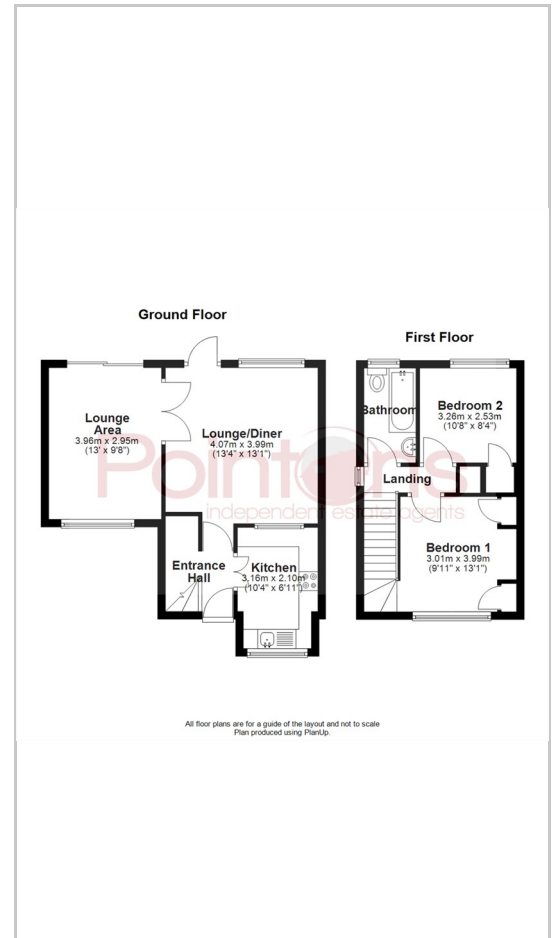 Ground Floor
First Floor
Lounge
Area
3.96m x 2.95m
(13' x 9'8")
Lounge/Diner
4.07m x 3.99m
(13'4" x 13'1")
Entrance
Hall
Kitchen
3.16m x 2.10m
(10'4" x 6'11")
Bathroom
Bedroom 2
3.26m x 2.53m
(10'8" x 8'4")
Landing
Bedroom 1
3.01m x 3.99m
(9'11" x 13'1")
Pointons
independent estate agents
All floor plans are for a guide of the layout and not to scale
Plan produced using PlanUp.